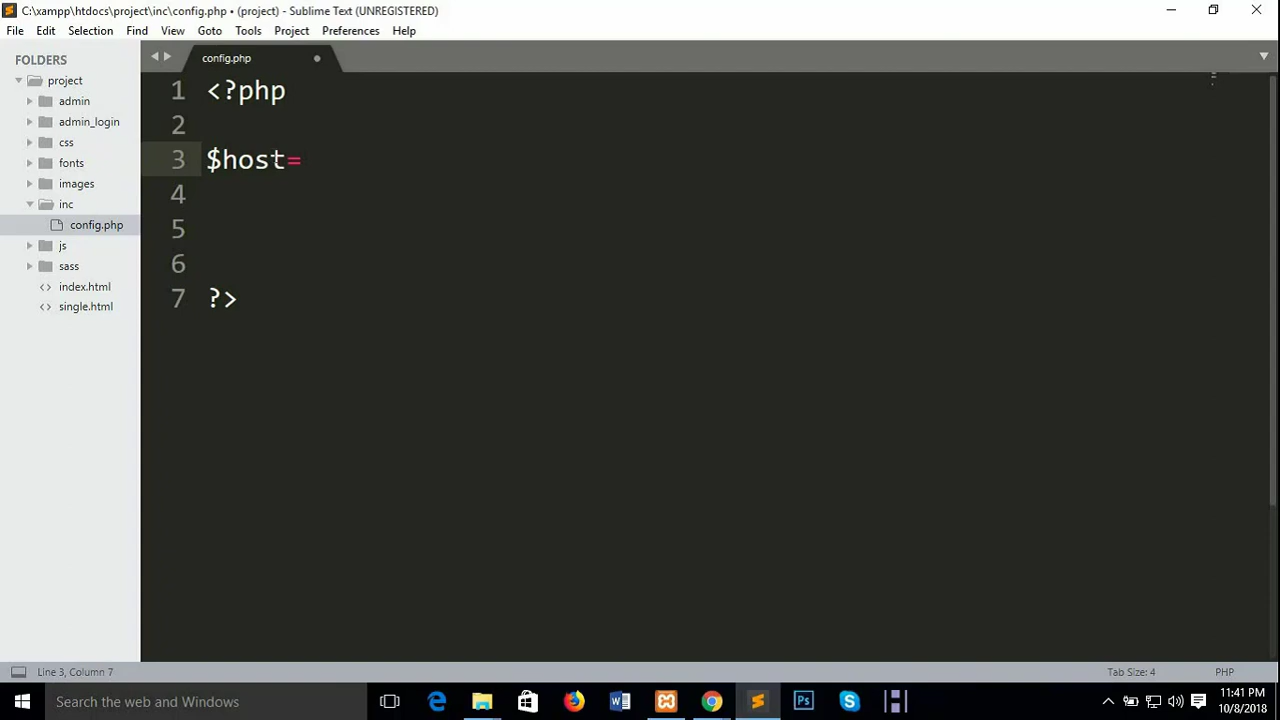 C:\xampp\htdocs\project\inc\config.php • (project) - Sublime Text (UNREGISTERED)
File Edit Selection Find View Goto Tools Project Preferences Help
FOLDERS
project
admin
admin_login
css
fonts
images
inc
config.php
js
sass
index.html
single.html
config.php
1 <?php
2
3 $host=
4
5
6
7 ?>
Line 3, Column 7
Tab Size: 4
PHP
Search the web and Windows
11:41 PM
10/8/2018